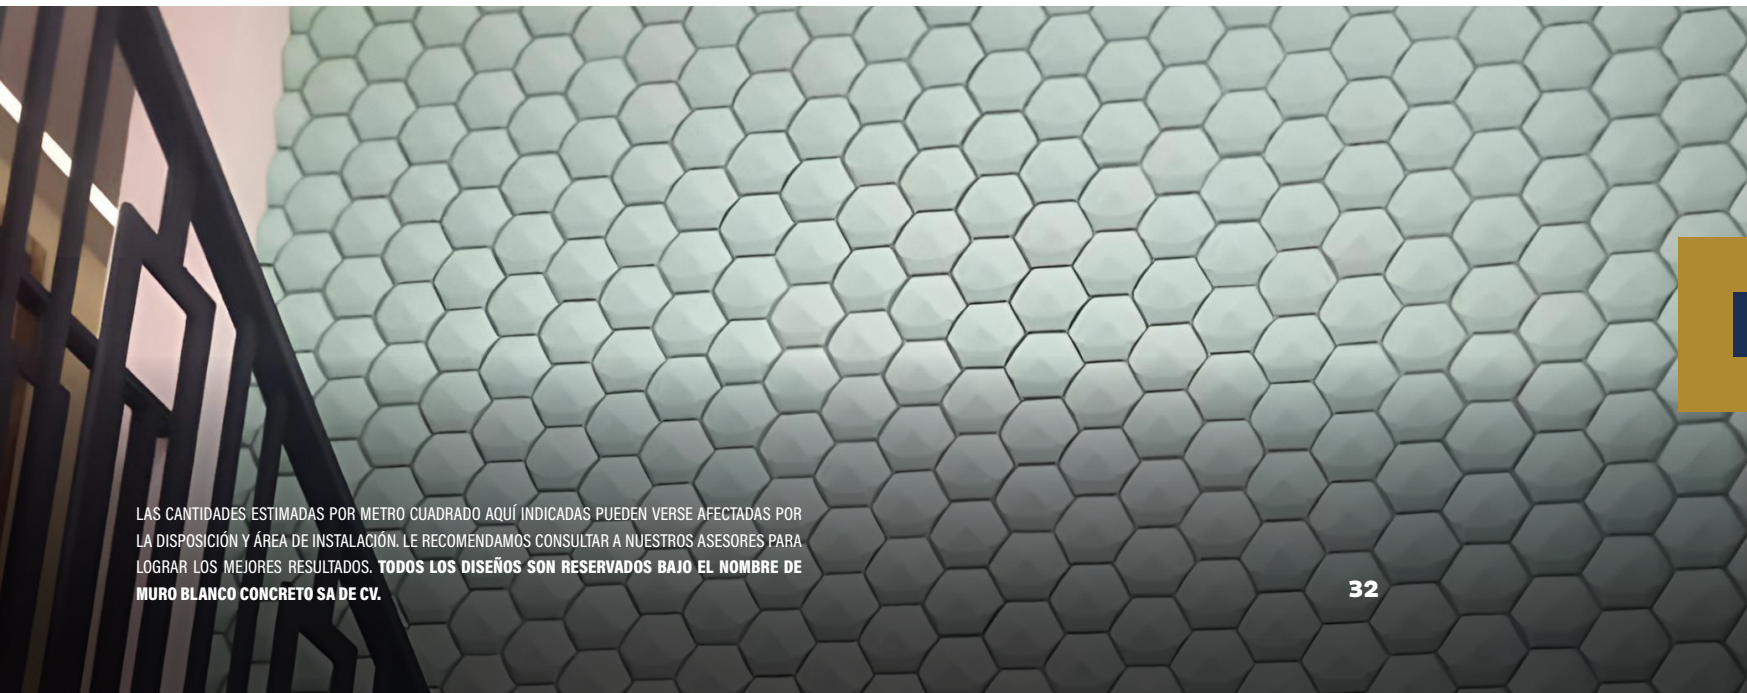 LAS CANTIDADES ESTIMADAS POR METRO CUADRADO AQUÍ INDICADAS PUEDEN VERSE AFECTADAS POR
LA DISPOSICIÓN Y ÁREA DE INSTALACIÓN. LE RECOMENDAMOS CONSULTAR A NUESTROS ASESORES PARA
LOGRAR LOS MEJORES RESULTADOS. TODOS LOS DISEÑOS SON RESERVADOS BAJO EL NOMBRE DE
MURO BLANCO CONCRETO SA DE CV.
32